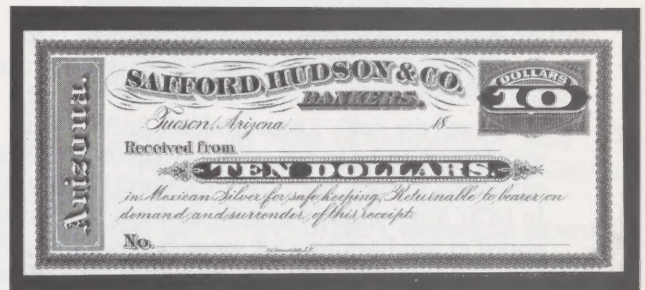 Arizona.
SAFFORD, HUDSON & CO.
BANKERS.
DOLLARS
10
Tucson, Arizona 18
Received from
TEN DOLLARS.
in Mexican Silver for safe keeping, Returnable to bearer on
demand, and surrender, of this receipt.
No.